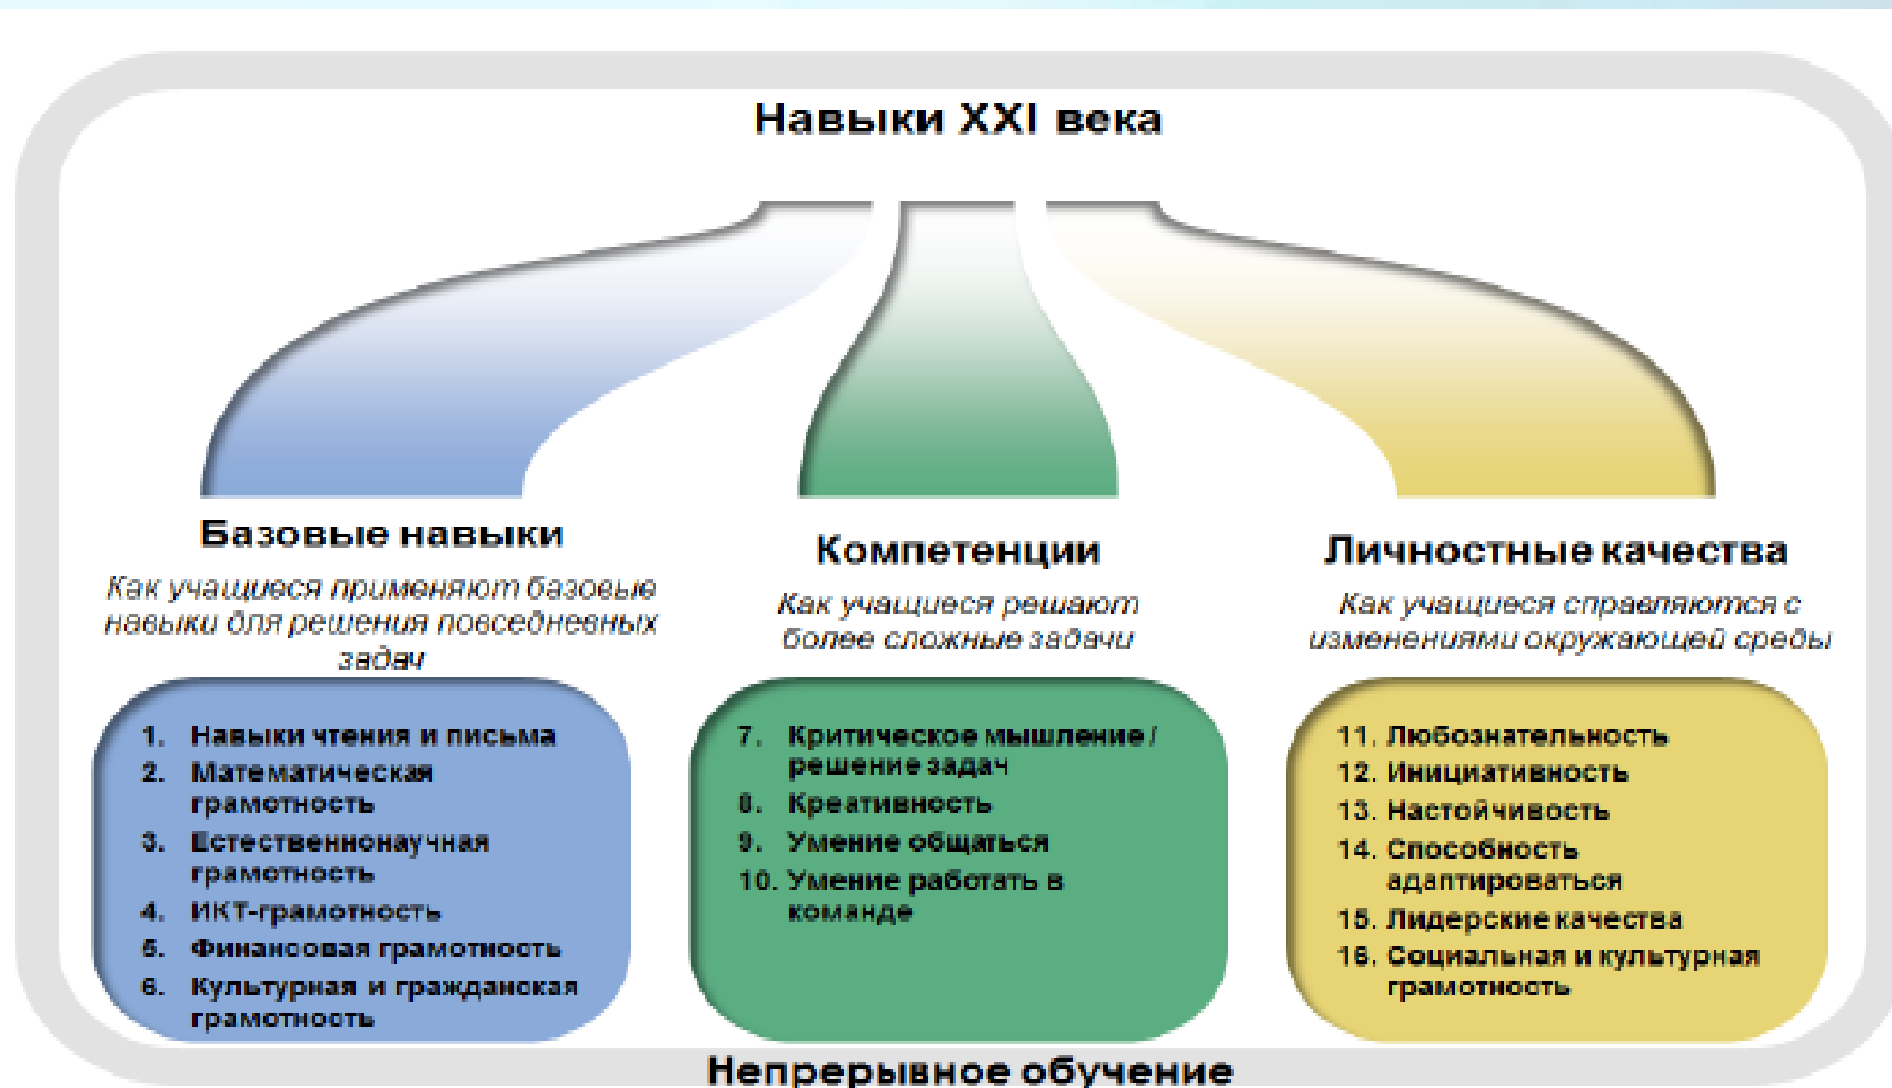 Навыки XXI века
Базовые навыки
Как учащиеся применяют базовые
навыки для решения повседневных
задач
1. Навыки чтения и письма
2. Математическая
грамотность
3. Естественнонаучная
грамотность
4. ИКТ-грамотность
5. Финансовая грамотность
6. Культурная и гражданская
грамотность
Компетенции
Как учащиеся решают
более сложные задачи
7. Критическое мышление /
решение задач
8. Креативность
9. Умение общаться
10. Умение работать в
команде
Личностные качества
Как учащиеся справляются с
изменениями окружающей среды
11. Любознательность
12. Инициативность
13. Настойчивость
14. Способность
адаптироваться
15. Лидерские качества
16. Социальная и культурная
грамотность
Непрерывное обучение